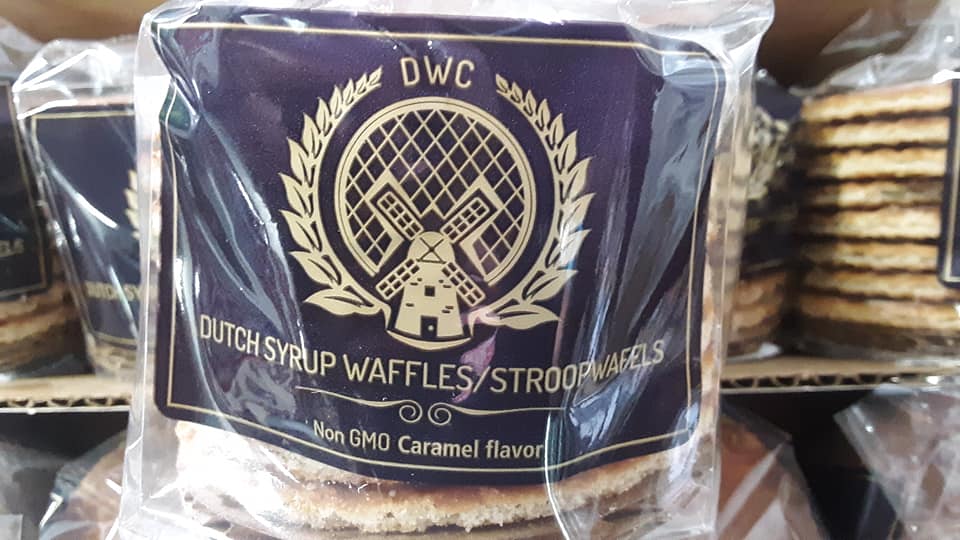 DWC
DUTCH SYRUP WAFFLES/STROOPWAFELS
Non GMO Caramel flavor